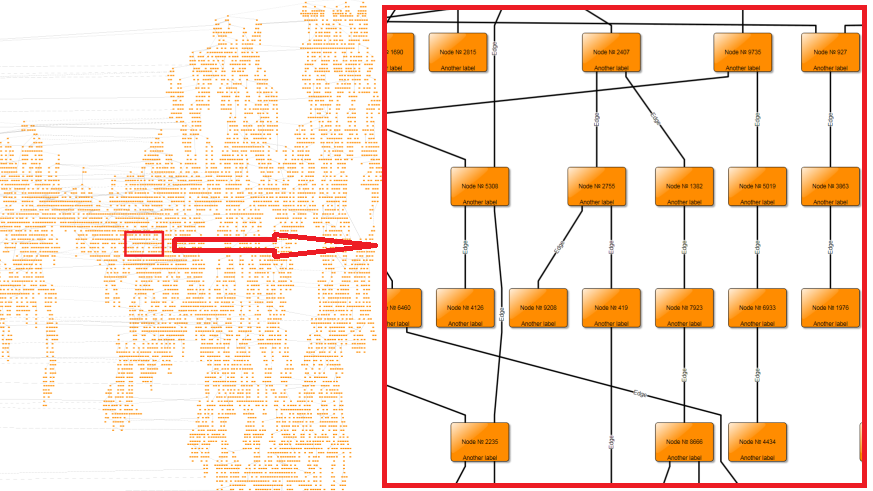 № 1690
Another label
Node № 2815
Another label
Edge
Node № 2407
Another label
Node № 9735
Another label
Node № 927
Another label
Edge
Edge
Edge
Edge
Node № 5308
Another label
Node № 2755
Another label
Node № 1382
Another label
Node № 5019
Another label
Node № 3863
Another label
Edge
Edge
Edge
Edge
Edge
Edge
№ 6460
Another label
Node № 4126
Another label
Node № 9208
Another label
Node № 419
Another label
Node № 7923
Another label
Node № 6933
Another label
Node № 1976
Another label
Edge
Edge
Edge
Edge
Edge
Node № 2235
Another label
Node № 8666
Another label
Node № 4434
Another label